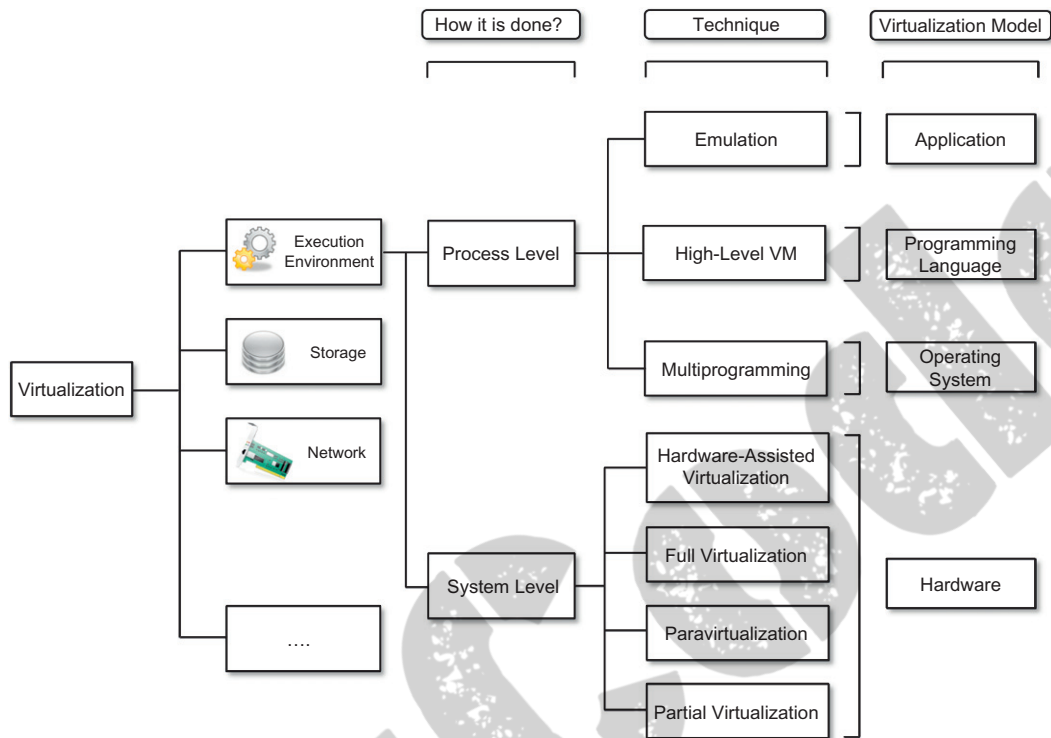 How it is done?
Technique
Virtualization Model
Emulation
Application
Execution
Environment
Process Level
High-Level VM
Programming
Language
Storage
Multiprogramming
Operating
System
Virtualization
Network
Hardware-Assisted
Virtualization
Full Virtualization
System Level
Hardware
Paravirtualization
....
Partial Virtualization